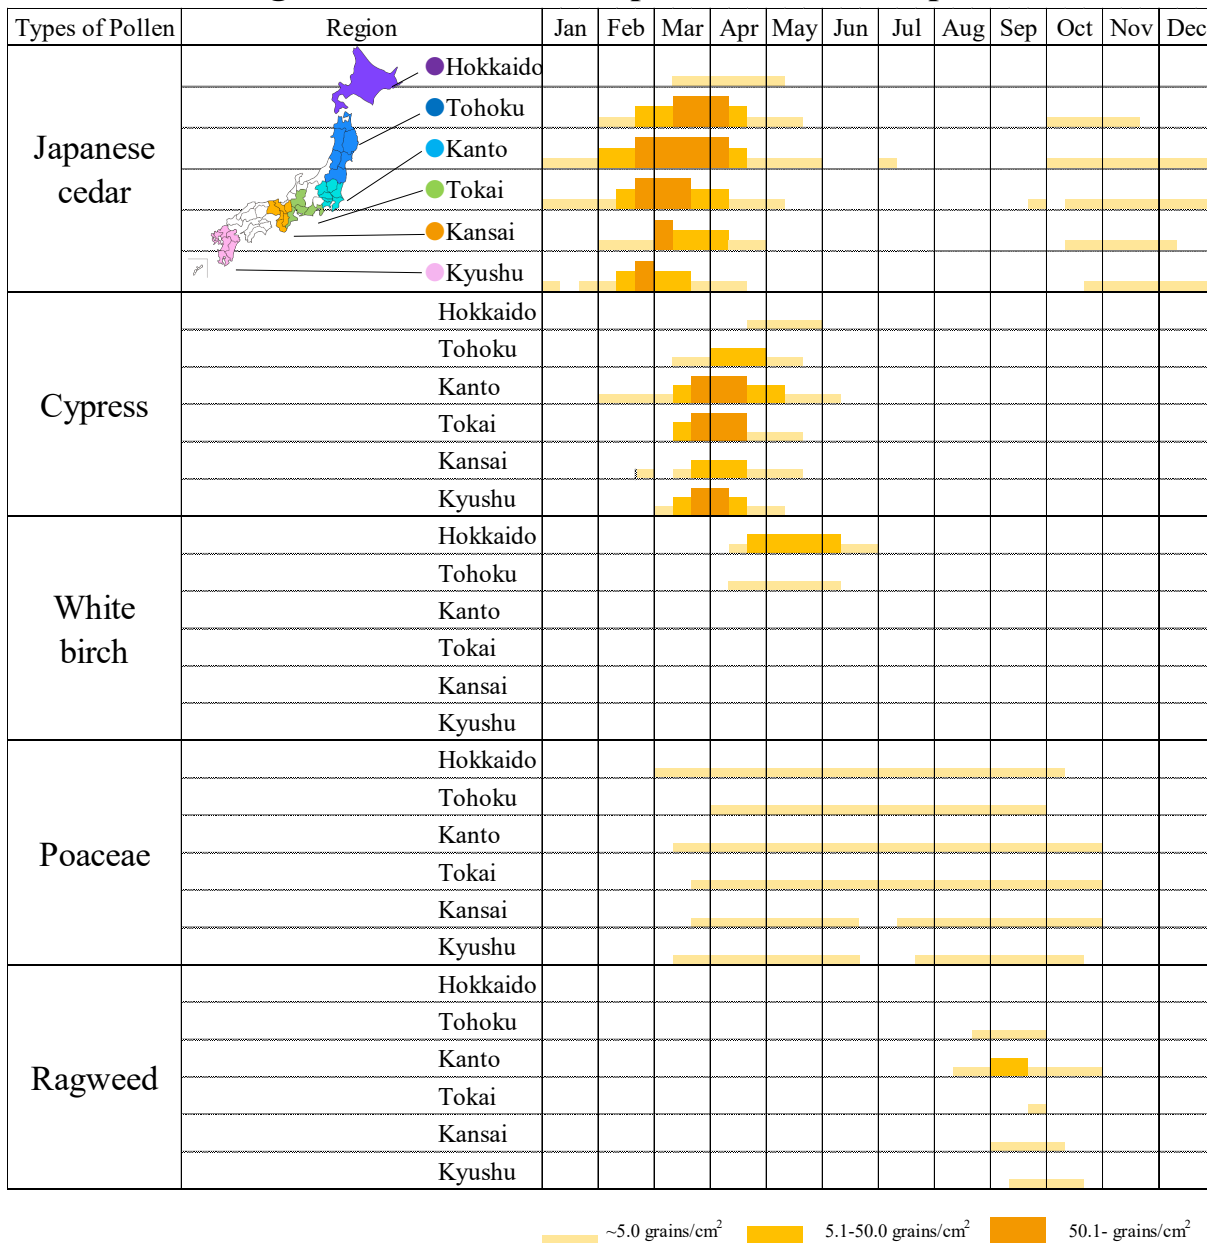 Types of Pollen Region Jan Feb Mar Apr May Jun Jul Aug Sep Oct Nov Dec
Japanese
cedar
Hokkaido
Tohoku
Kanto
Tokai
Kansai
Kyushu
Cypress
Hokkaido
Tohoku
Kanto
Tokai
Kansai
Kyushu
White
birch
Hokkaido
Tohoku
Kanto
Tokai
Kansai
Kyushu
Poaceae
Hokkaido
Tohoku
Kanto
Tokai
Kansai
Kyushu
Ragweed
Hokkaido
Tohoku
Kanto
Tokai
Kansai
Kyushu
~5.0 grains/cm² 5.1-50.0 grains/cm² 50.1- grains/cm²